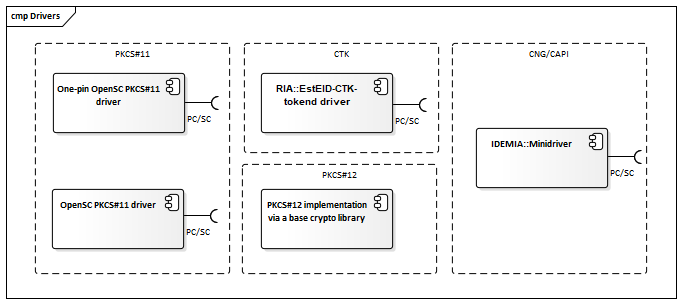 cmp Drivers
PKCS#11
One-pin OpenSC PKCS#11
driver
PC/SC
OpenSC PKCS#11 driver
PC/SC
CTK
RIA::EstEID-CTK-
tokend driver
PC/SC
PKCS#12
PKCS#12 implementation
via a base crypto library
CNG/CAPI
IDEMIA::Minidriver
PC/SC